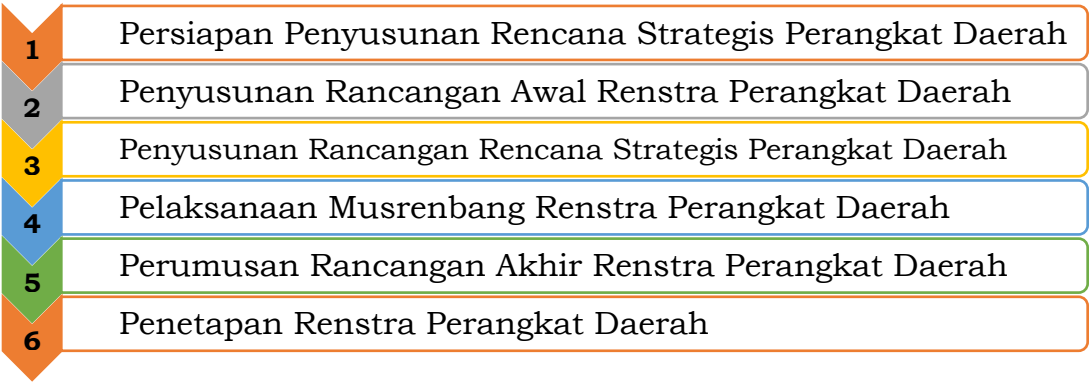 1 Persiapan Penyusunan Rencana Strategis Perangkat Daerah
2 Penyusunan Rancangan Awal Renstra Perangkat Daerah
3 Penyusunan Rancangan Rencana Strategis Perangkat Daerah
4 Pelaksanaan Musrenbang Renstra Perangkat Daerah
5 Perumusan Rancangan Akhir Renstra Perangkat Daerah
6 Penetapan Renstra Perangkat Daerah